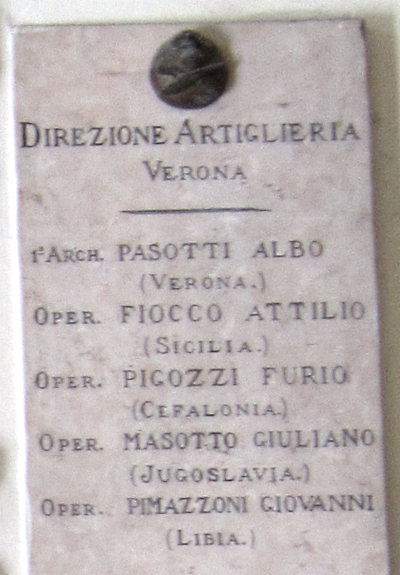 DIREZIONE ARTIGLIERIA
VERONA
1° ARCH. PASOTTI ALBO
(VERONA.)
OPER. FIOCCO ATTILIO
(SICILIA.)
OPER. PIGOZZI FURIO
(CEFALONIA.)
OPER. MASOTTO GIULIANO
(JUGOSLAVIA.)
OPER. PIMAZZONI GIOVANNI
(LIBIA.)